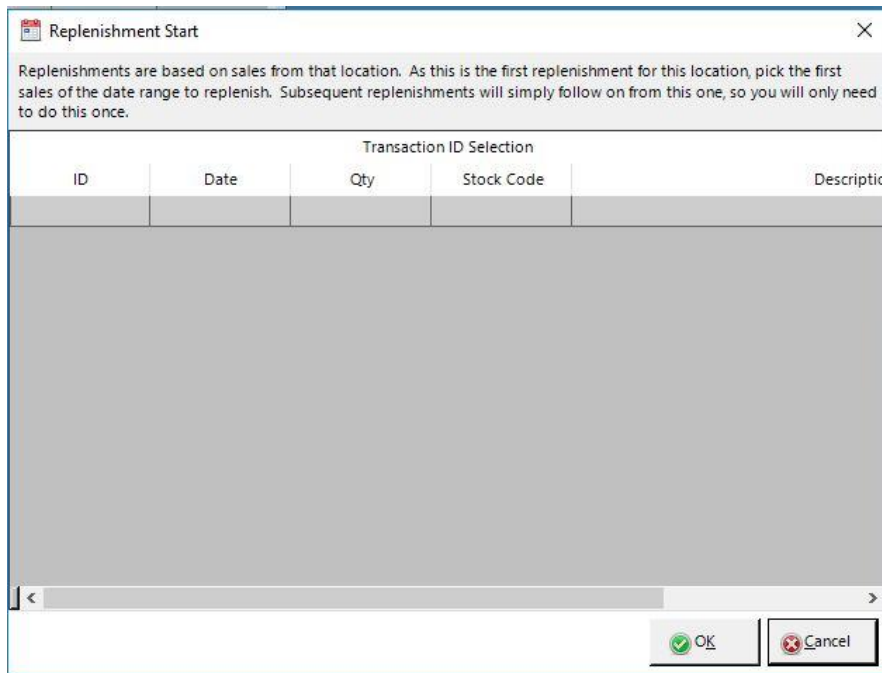 Replenishment Start
Replenishments are based on sales from that location. As this is the first replenishment for this location, pick the first
sales of the date range to replenish. Subsequent replenishments will simply follow on from this one, so you will only need
to do this once.
Transaction ID Selection
ID Date Qty Stock Code Descriptio
OK Cancel